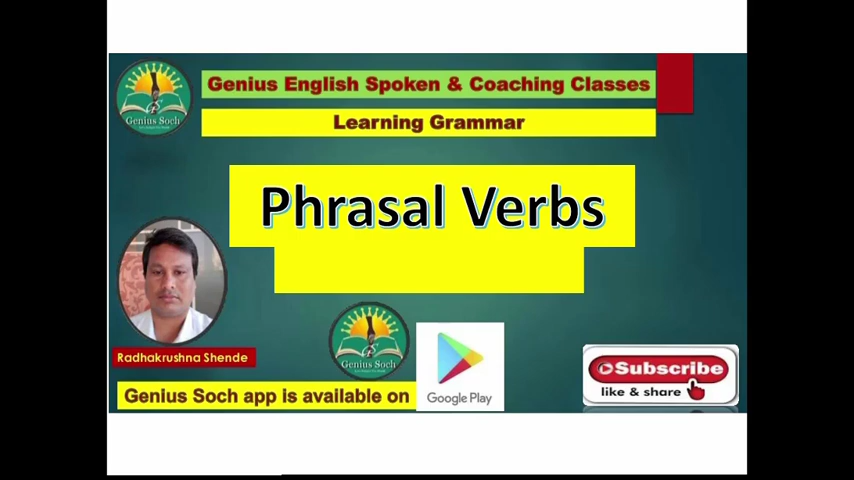 Genius English Spoken & Coaching Classes
Learning Grammar
Genius Soch
Phrasal Verbs
Radhakrushna Shende
Genius Soch
Genius Soch app is available on
Google Play
Subscribe
like & share